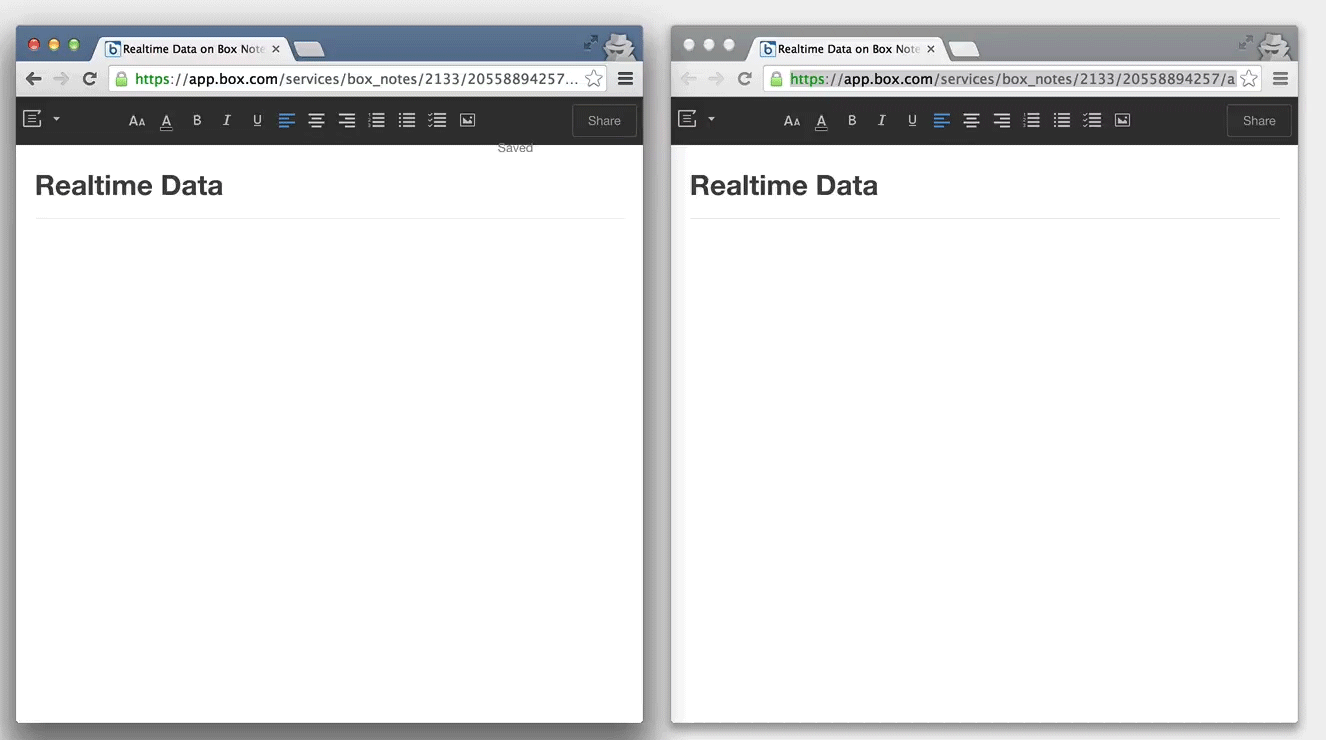 Realtime Data on Box Note
https://app.box.com/services/box_notes/2133/20558894257...
AA A B I U
Share
Saved
Realtime Data
Realtime Data on Box Note
https://app.box.com/services/box_notes/2133/20558894257/a
AA A B I U
Share
Realtime Data